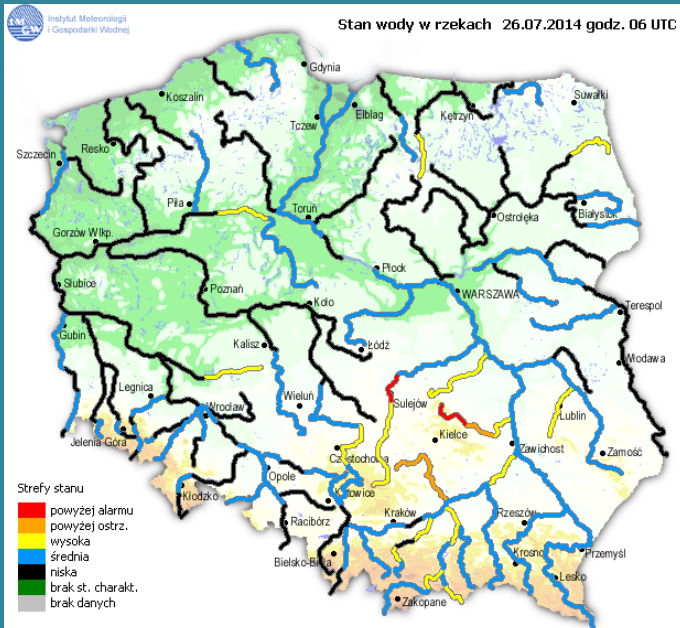 Instytut Meteorologii
i Gospodarki Wodnej
IMGW
Stan wody w rzekach 26.07.2014 godz. 06 UTC
Gdynia
Koszalin
Suwałki
Elbląg
Kętrzyn
Tczew
Resko
Szczecin
Piła
Toruń
Ostrołęka
Białystok
Gorzów Wlkp.
Płock
Słubice
Poznań
WARSZAWA
Koło
Terespol
Gubin
Kalisz
Łódź
Włodawa
Legnica
Wieluń
Sulejów
Wrocław
Lublin
Jelenia Góra
Kielce
Zawichost
Częstochowa
Zamość
Opole
Kłodzko
Katowice
Kraków
Rzeszów
Racibórz
Przemyśl
Bielsko-Biała
Krosno
Lesko
Zakopane
Strefy stanu
powyżej alarmu
powyżej ostrz.
wysoka
średnia
niska
brak st. charakt.
brak danych